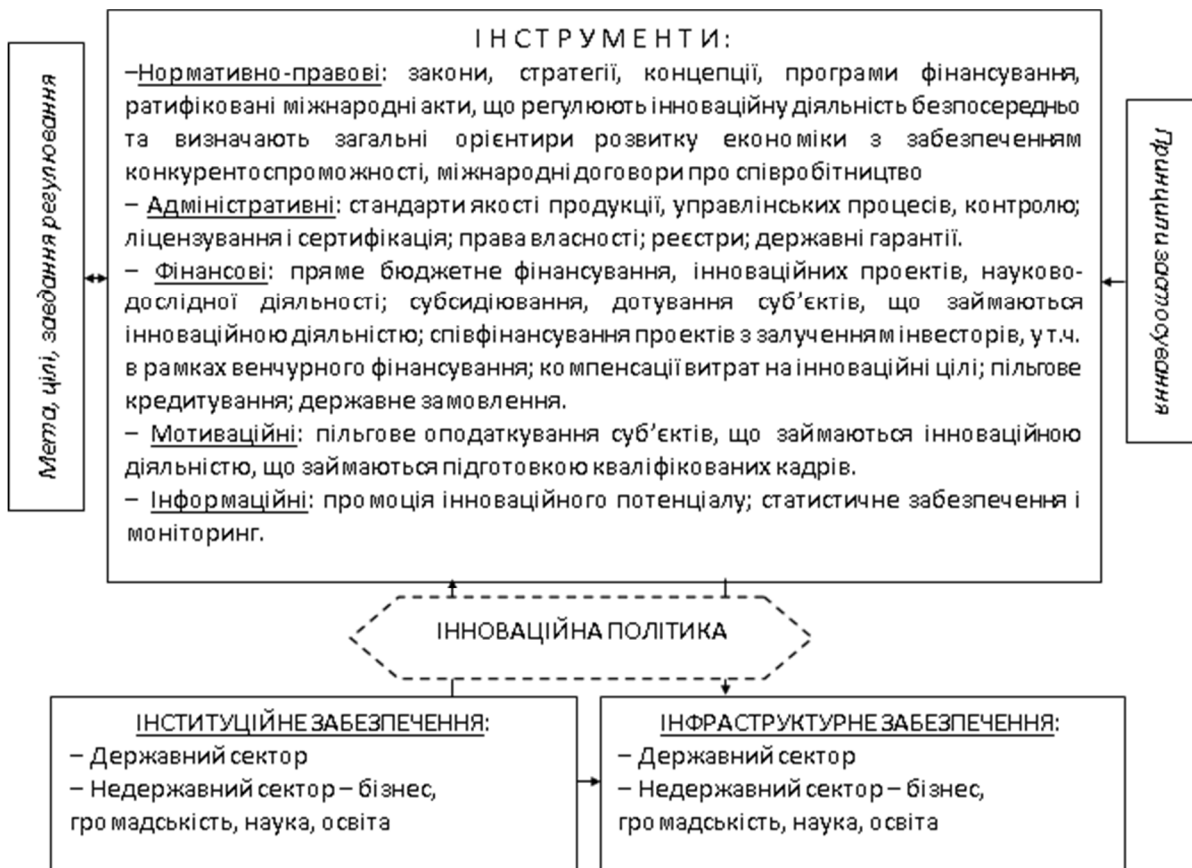 ІНСТРУМЕНТИ:
–Нормативно-правові: закони, стратегії, концепції, програми фінансування,
ратифіковані міжнародні акти, що регулюють інноваційну діяльність безпосередньо
та визначають загальні орієнтири розвитку економіки з забезпеченням
конкурентоспроможності, міжнародні договори про співробітництво
– Адміністративні: стандарти якості продукції, управлінських процесів, контролю;
ліцензування і сертифікація; права власності; реєстри; державні гарантії.
– Фінансові: пряме бюджетне фінансування, інноваційних проектів, науково-
дослідної діяльності; субсидіювання, дотування суб’єктів, що займаються
інноваційною діяльністю; співфінансування проектів з залученням інвесторів, у т.ч.
в рамках венчурного фінансування; компенсації витрат на інноваційні цілі; пільгове
кредитування; державне замовлення.
– Мотиваційні: пільгове оподаткування суб’єктів, що займаються інноваційною
діяльністю, що займаються підготовкою кваліфікованих кадрів.
– Інформаційні: промоція інноваційного потенціалу; статистичне забезпечення і
моніторинг.
Мета, цілі, завдання регулювання
Принципи застосування
ІННОВАЦІЙНА ПОЛІТИКА
ІНСТИТУЦІЙНЕ ЗАБЕЗПЕЧЕННЯ:
– Державний сектор
– Недержавний сектор – бізнес,
громадськість, наука, освіта
ІНФРАСТРУКТУРНЕ ЗАБЕЗПЕЧЕННЯ:
– Державний сектор
– Недержавний сектор – бізнес,
громадськість, наука, освіта